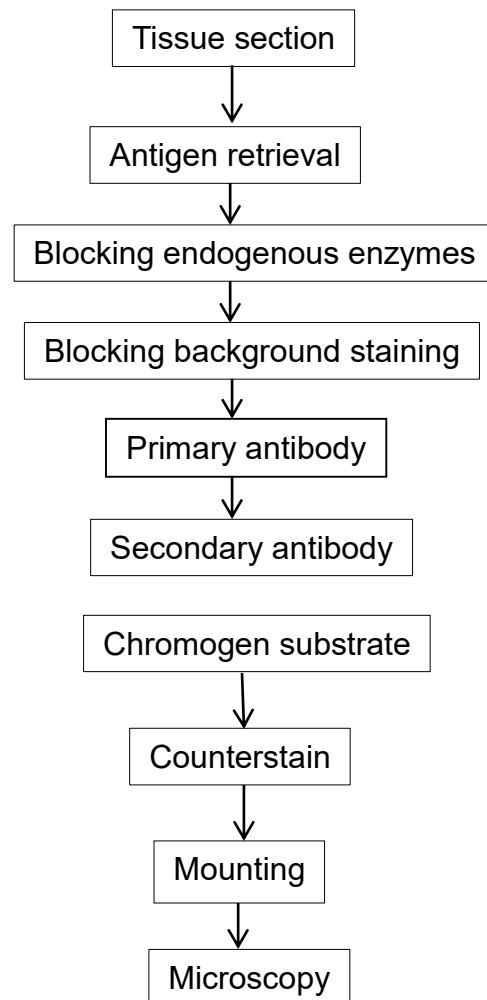 Tissue section
Antigen retrieval
Blocking endogenous enzymes
Blocking background staining
Primary antibody
Secondary antibody
Chromogen substrate
Counterstain
Mounting
Microscopy